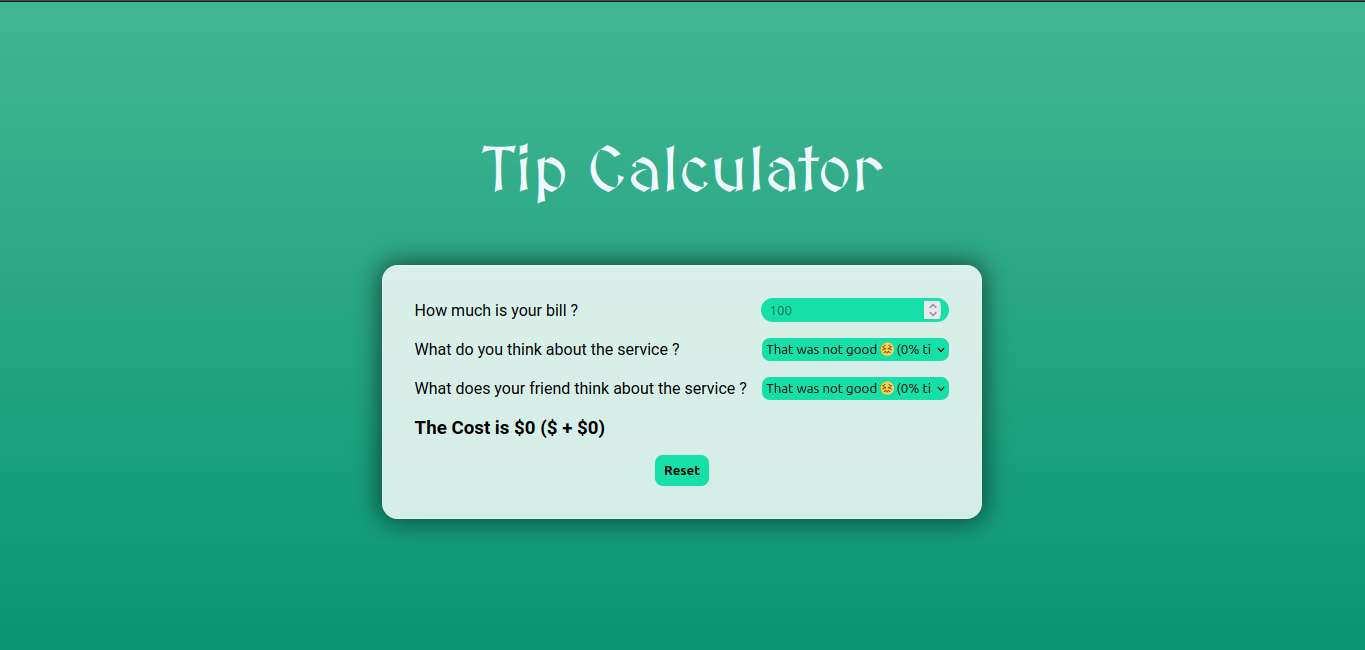 Tip Calculator
How much is your bill ? 100
What do you think about the service ? That was not good 😖 (0% ti
What does your friend think about the service ? That was not good 😖 (0% ti
The Cost is $0 ($ + $0)
Reset